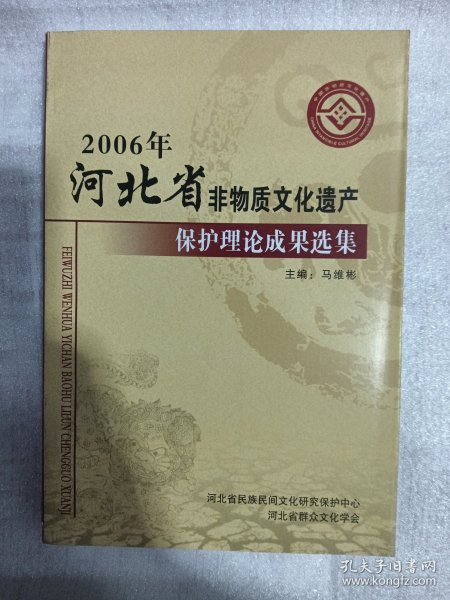 2006年
河北省非物质文化遗产
保护理论成果选集
主编：马维彬
FEIWUZHI WENHUA YICHAN BAOHU LILUN CHENGGUO XUANJI
河北省民族民间文化研究保护中心
河北省群众文化学会
孔夫子旧书网
www.kongfz.com